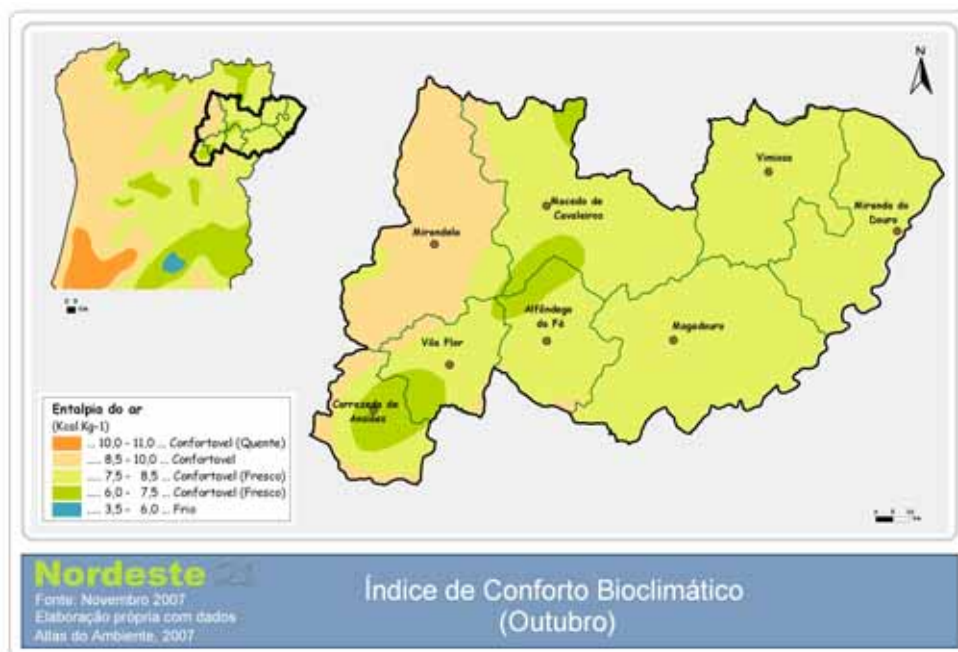 N
Vimioso
Macedo de
Cavaleiros
Miranda do
Douro
Mirandela
Alfândega
da Fé
Mogadouro
Vila Flor
Carrazeda de
Ansiães
Entalpia do ar
(Kcal Kg-1)
... 10,0 - 11,0 ... Confortavel (Quente)
..... 8,5 - 10,0 ... Confortavel
..... 7,5 - 8,5 ... Confortavel (Fresco)
..... 6,0 - 7,5 ... Confortavel (Fresco)
..... 3,5 - 6,0 ... Frio
Nordeste 21
Fonte: Novembro 2007
Elaboração própria com dados
Atlas do Ambiente, 2007
Índice de Conforto Bioclimático
(Outubro)